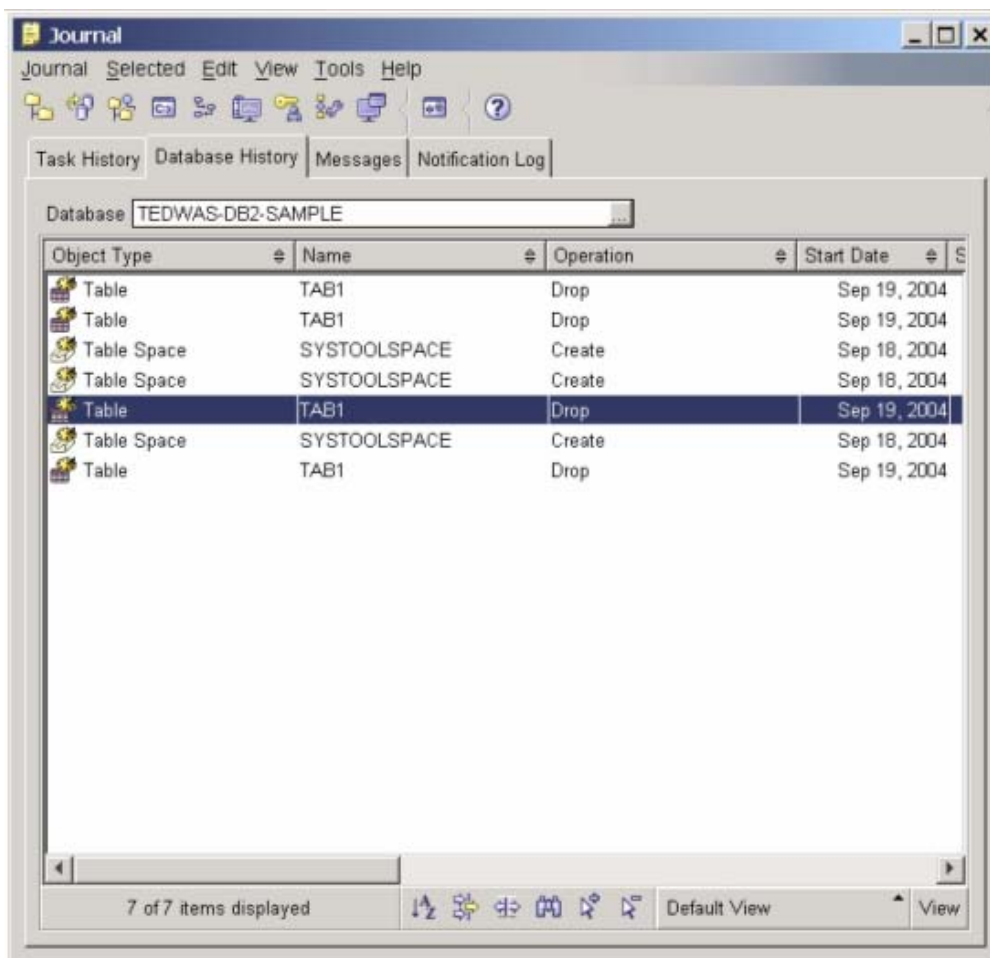 Journal
Journal Selected Edit View Tools Help
Task History Database History Messages Notification Log
Database TEDWAS-DB2-SAMPLE ...
Object Type Name Operation Start Date S
Table TAB1 Drop Sep 19, 2004
Table TAB1 Drop Sep 19, 2004
Table Space SYSTOOLSPACE Create Sep 18, 2004
Table Space SYSTOOLSPACE Create Sep 18, 2004
Table TAB1 Drop Sep 19, 2004
Table Space SYSTOOLSPACE Create Sep 18, 2004
Table TAB1 Drop Sep 19, 2004
7 of 7 items displayed Default View View